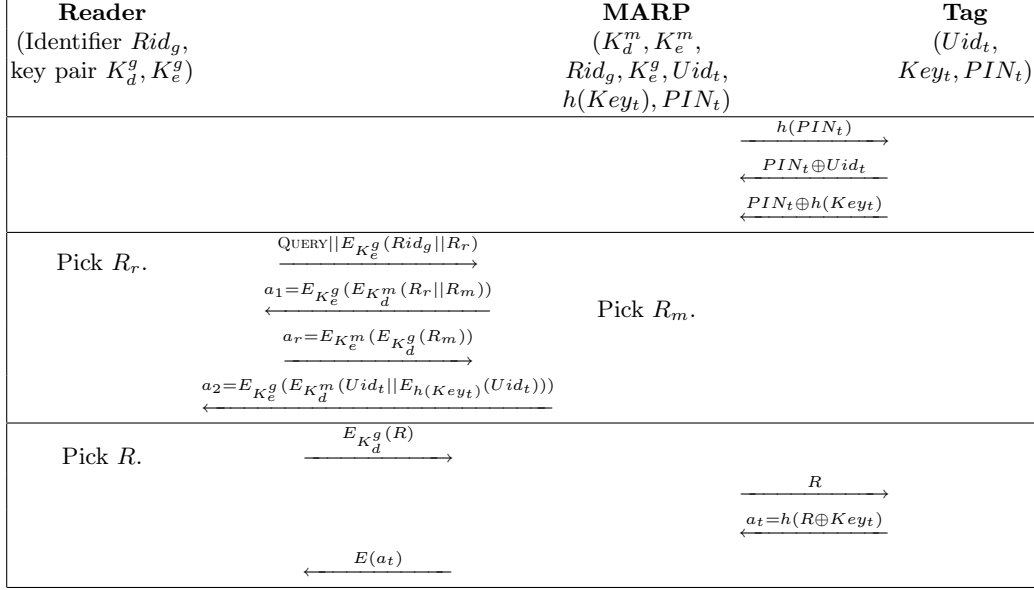 Reader MARP Tag
(Identifier $Rid_g$, $(K_d^m, K_e^m,$ $(Uid_t,$
key pair $K_d^g, K_e^g$) $Rid_g, K_e^g, Uid_t,$ $Key_t, PIN_t)$
$h(Key_t), PIN_t)$
$h(PIN_t)$
$PIN_t \oplus Uid_t$
$PIN_t \oplus h(Key_t)$
QUERY$||E_{K_e^g}(Rid_g||R_r)$
Pick $R_r$.
$a_1=E_{K_e^g}(E_{K_d^m}(R_r||R_m))$
Pick $R_m$.
$a_r=E_{K_e^m}(E_{K_d^g}(R_m))$
$a_2=E_{K_e^g}(E_{K_d^m}(Uid_t||E_{h(Key_t)}(Uid_t)))$
$E_{K_d^g}(R)$
Pick $R$.
$R$
$a_t=h(R \oplus Key_t)$
$E(a_t)$